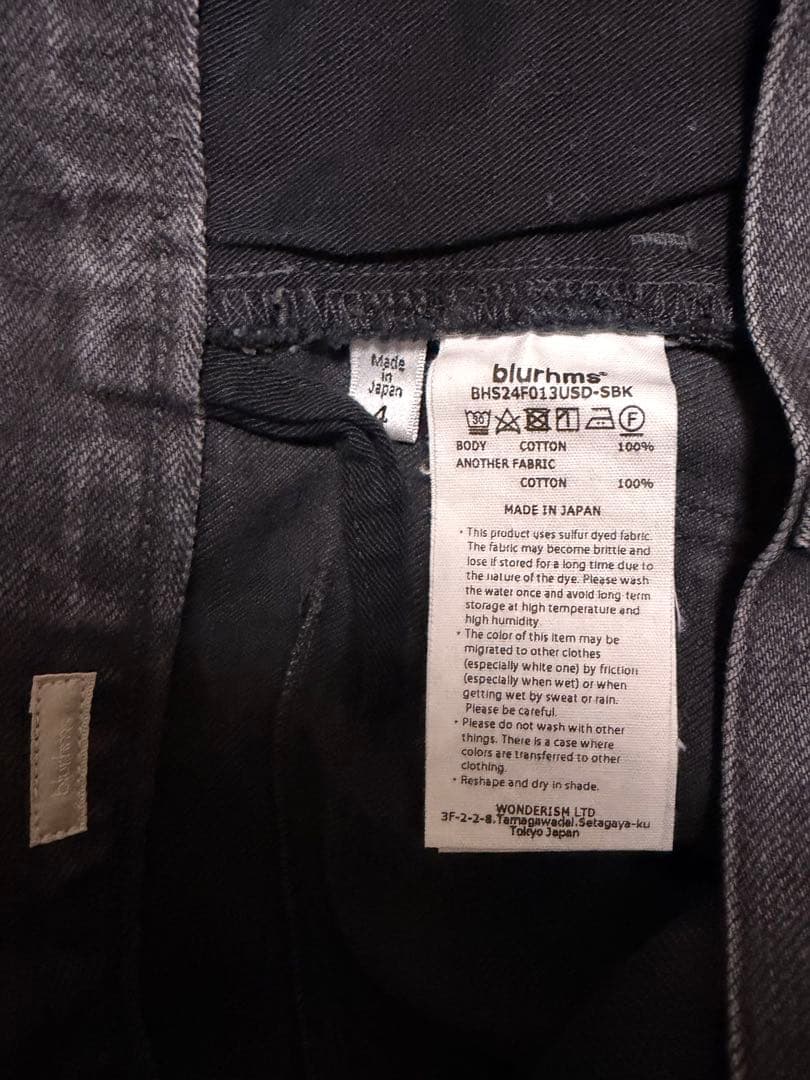 Made
in
Japan
4
blurhms
BHS24F013USD-SBK
30 F
BODY COTTON 100%
ANOTHER FABRIC
COTTON 100%
MADE IN JAPAN
・This product uses sulfur dyed fabric.
The fabric may become brittle and
lose if stored for a long time due to
the nature of the dye. Please wash
the water once and avoid long-term
storage at high temperature and
high humidity.
・The color of this item may be
migrated to other clothes
(especially white one) by friction
(especially when wet) or when
getting wet by sweat or rain.
Please be careful.
・Please do not wash with other
things. There is a case where
colors are transferred to other
clothing.
・Reshape and dry in shade.
WONDERISM LTD
3F-2-2-8.Tamagawadai.Setagaya-ku
Tokyo Japan
blurhms